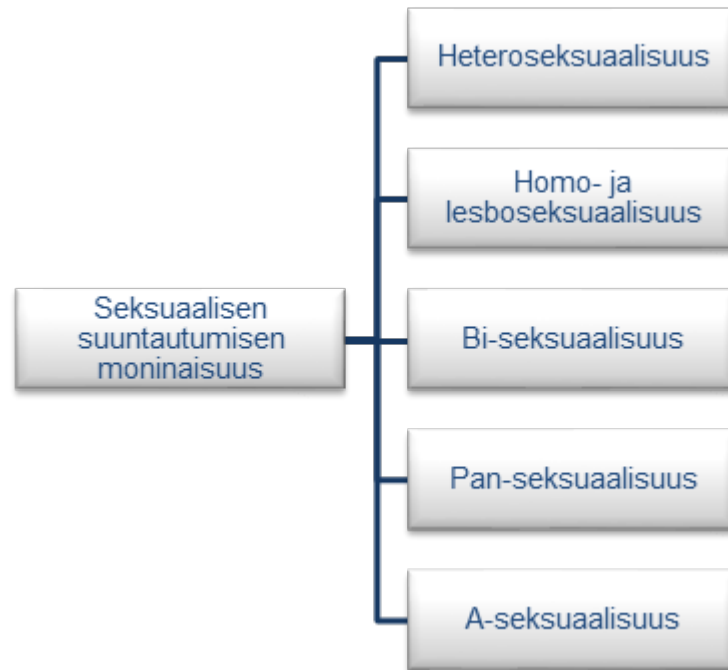 Heteroseksuaalisuus
Homo- ja
lesboseksuaalisuus
Seksuaalisen
suuntautumisen
moninaisuus
Bi-seksuaalisuus
Pan-seksuaalisuus
A-seksuaalisuus